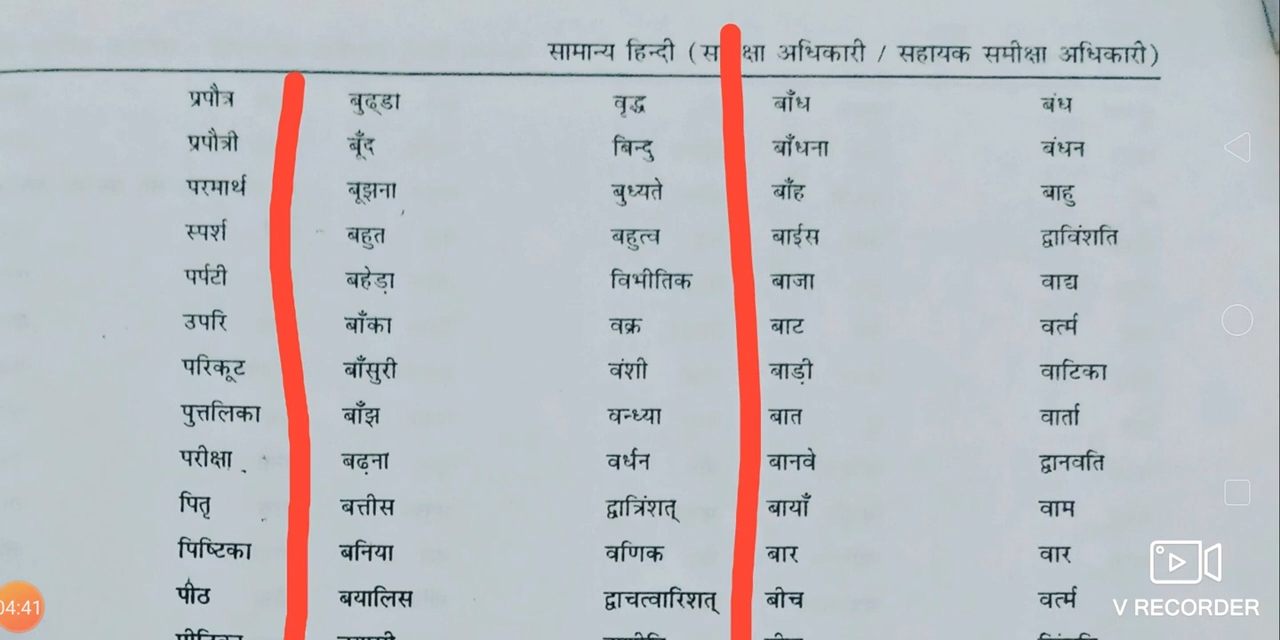 सामान्य हिन्दी (स क्षा अधिकारी / सहायक समीक्षा अधिकारी)
प्रपौत्र बुढ्डा वृद्ध बाँध बंध
प्रपौत्री बूँद बिन्दु बाँधना बंधन
परमार्थ बूझना बुध्यते बाँह बाहु
स्पर्श बहुत बहुत्व बाईस द्वाविंशति
पर्पटी बहेड़ा विभीतिक बाजा वाद्य
उपरि बाँका वक्र बाट वर्त्म
परिकूट बाँसुरी वंशी बाड़ी वाटिका
पुत्तलिका बाँझ वन्ध्या बात वार्ता
परीक्षा बढ़ना वर्धन बानवे द्वानवति
पितृ बत्तीस द्वात्रिंशत् बायाँ वाम
पिष्टिका बनिया वणिक बार वार
पीठ बयालिस द्वाचत्वारिशत् बीच वर्त्म
04:41
V RECORDER